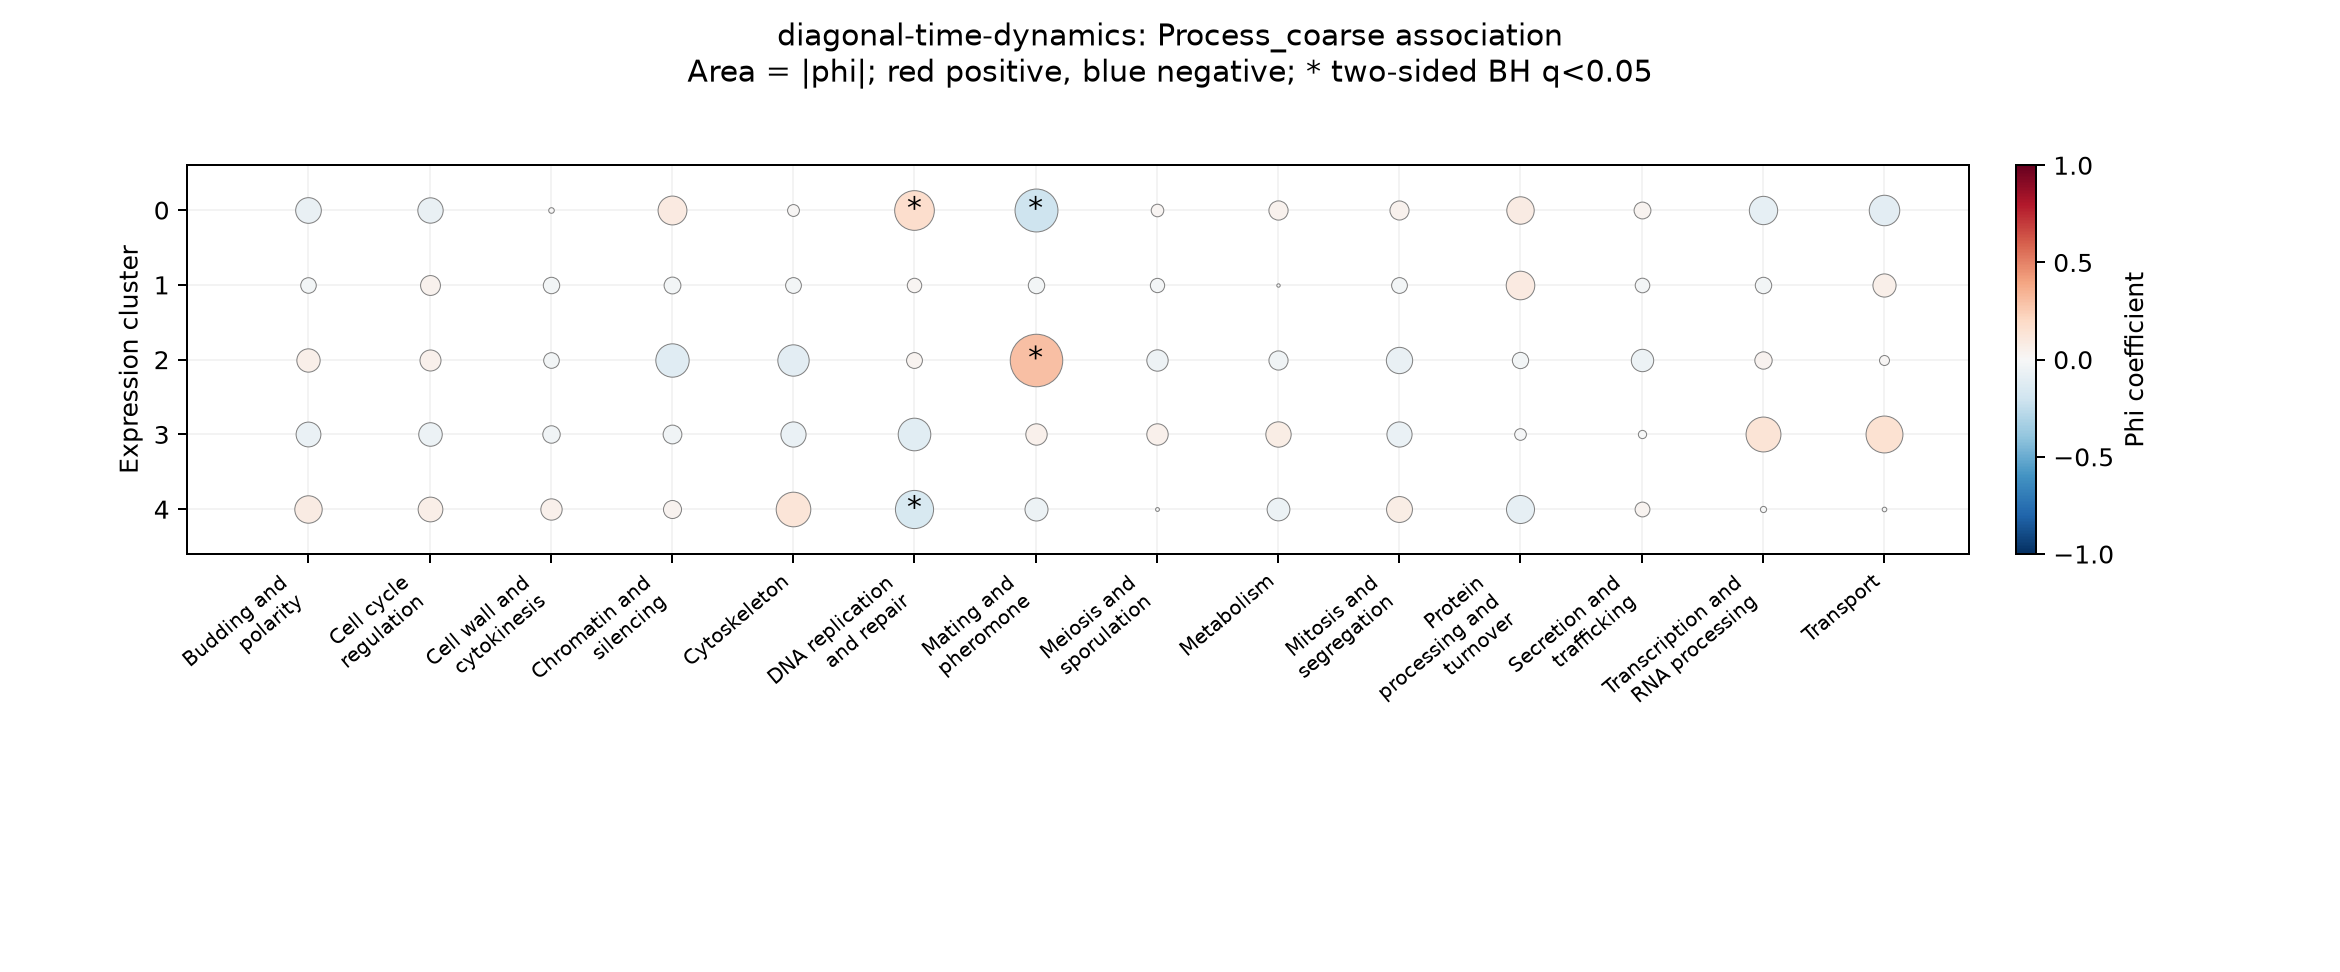 diagonal-time-dynamics: Process_coarse association
Area = |phi|; red positive, blue negative; * two-sided BH q<0.05
Expression cluster
0
* *
1
2
*
3
4
*
Budding and
polarity
Cell cycle
regulation
Cell wall and
cytokinesis
Chromatin and
silencing
Cytoskeleton
DNA replication
and repair
Mating and
pheromone
Meiosis and
sporulation
Metabolism
Mitosis and
segregation
Protein
processing and
turnover
Secretion and
trafficking
Transcription and
RNA processing
Transport
1.0
0.5
0.0
−0.5
−1.0
Phi coefficient